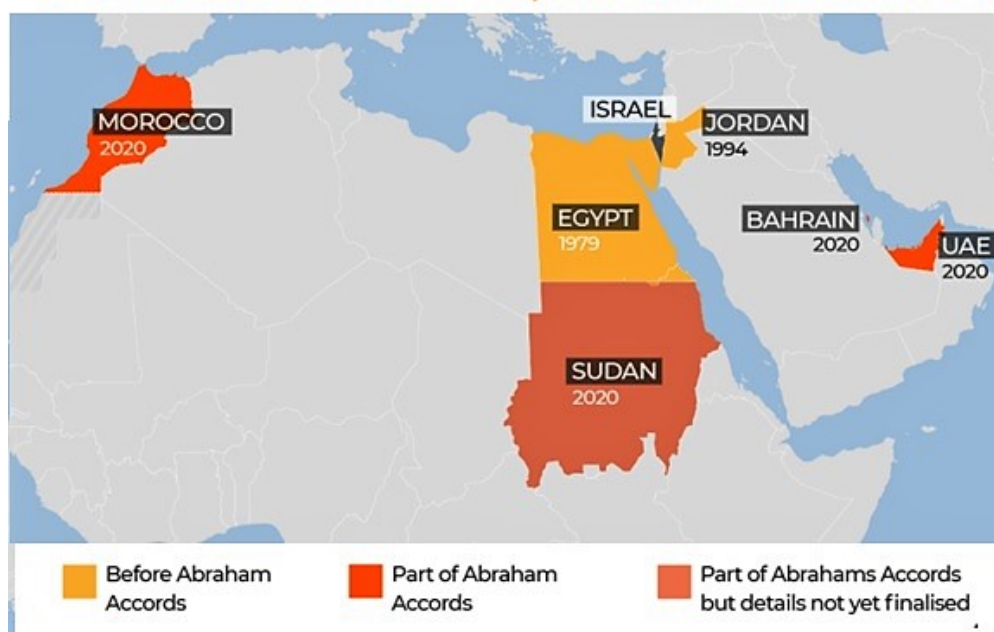 MOROCCO
2020
ISRAEL
JORDAN
1994
EGYPT
1979
BAHRAIN
2020
UAE
2020
SUDAN
2020
Before Abraham
Accords
Part of Abraham
Accords
Part of Abrahams Accords
but details not yet finalised